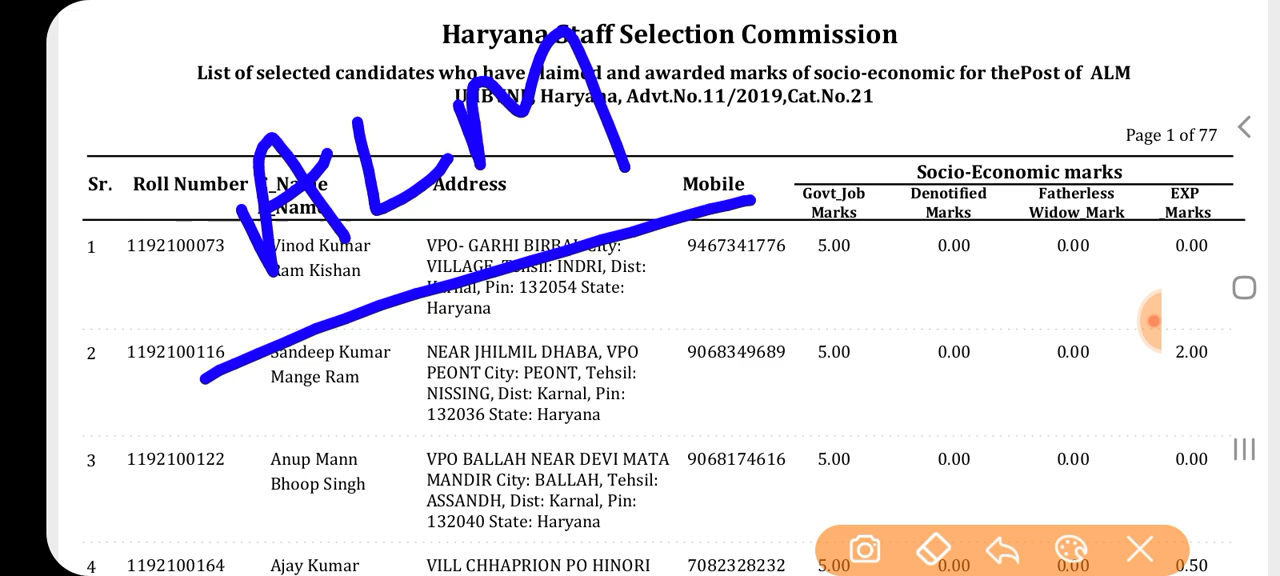 Haryana Staff Selection Commission
List of selected candidates who have claimed and awarded marks of socio-economic for thePost of ALM
Haryana, Advt.No.11/2019,Cat.No.21
ALM
Page 1 of 77
Socio-Economic marks
Sr. Roll Number Address Mobile Govt_Job Marks Denotified Marks Fatherless Widow_Mark EXP _Marks
1 1192100073 Vinod Kumar VPO- GARHI BIRBAL City: 9467341776 5.00 0.00 0.00 0.00
Ram Kishan VILLAGE, Tehsil: INDRI, Dist:
Karnal, Pin: 132054 State:
Haryana
2 1192100116 Sandeep Kumar NEAR JHILMIL DHABA, VPO 9068349689 5.00 0.00 0.00 2.00
Mange Ram PEONT City: PEONT, Tehsil:
NISSING, Dist: Karnal, Pin:
132036 State: Haryana
3 1192100122 Anup Mann VPO BALLAH NEAR DEVI MATA 9068174616 5.00 0.00 0.00 0.00
Bhoop Singh MANDIR City: BALLAH, Tehsil:
ASSANDH, Dist: Karnal, Pin:
132040 State: Haryana
4 1192100164 Ajay Kumar VILL CHHAPRION PO HINORI 7082328232 5.00 0.00 0.00 0.50